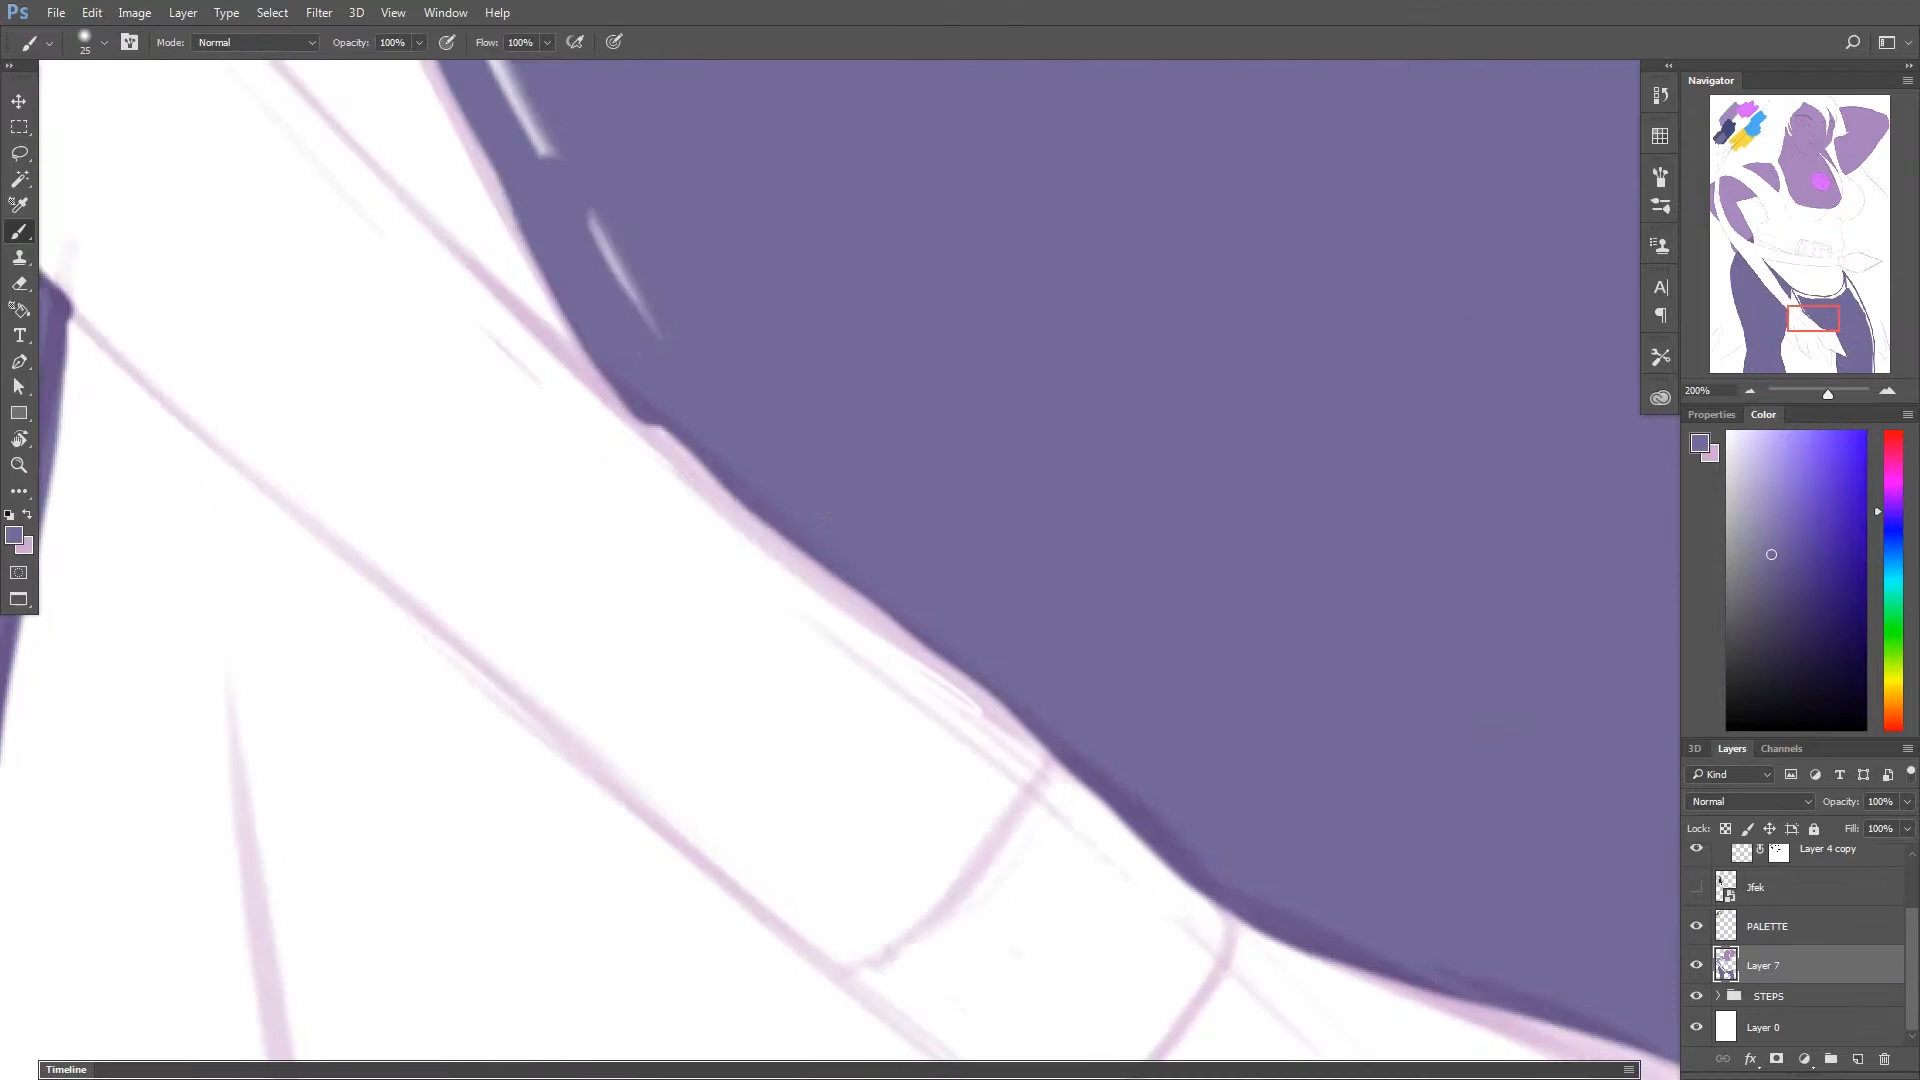 Ps File Edit Image Layer Type Select Filter 3D View Window Help
25 Mode: Normal Opacity: 100% Flow: 100%
Navigator
200%
Properties Color
3D Layers Channels
Kind
Normal Opacity: 100%
Lock: Fill: 100%
Layer 4 copy
Jfek
PALETTE
Layer 7
STEPS
Layer 0
Timeline